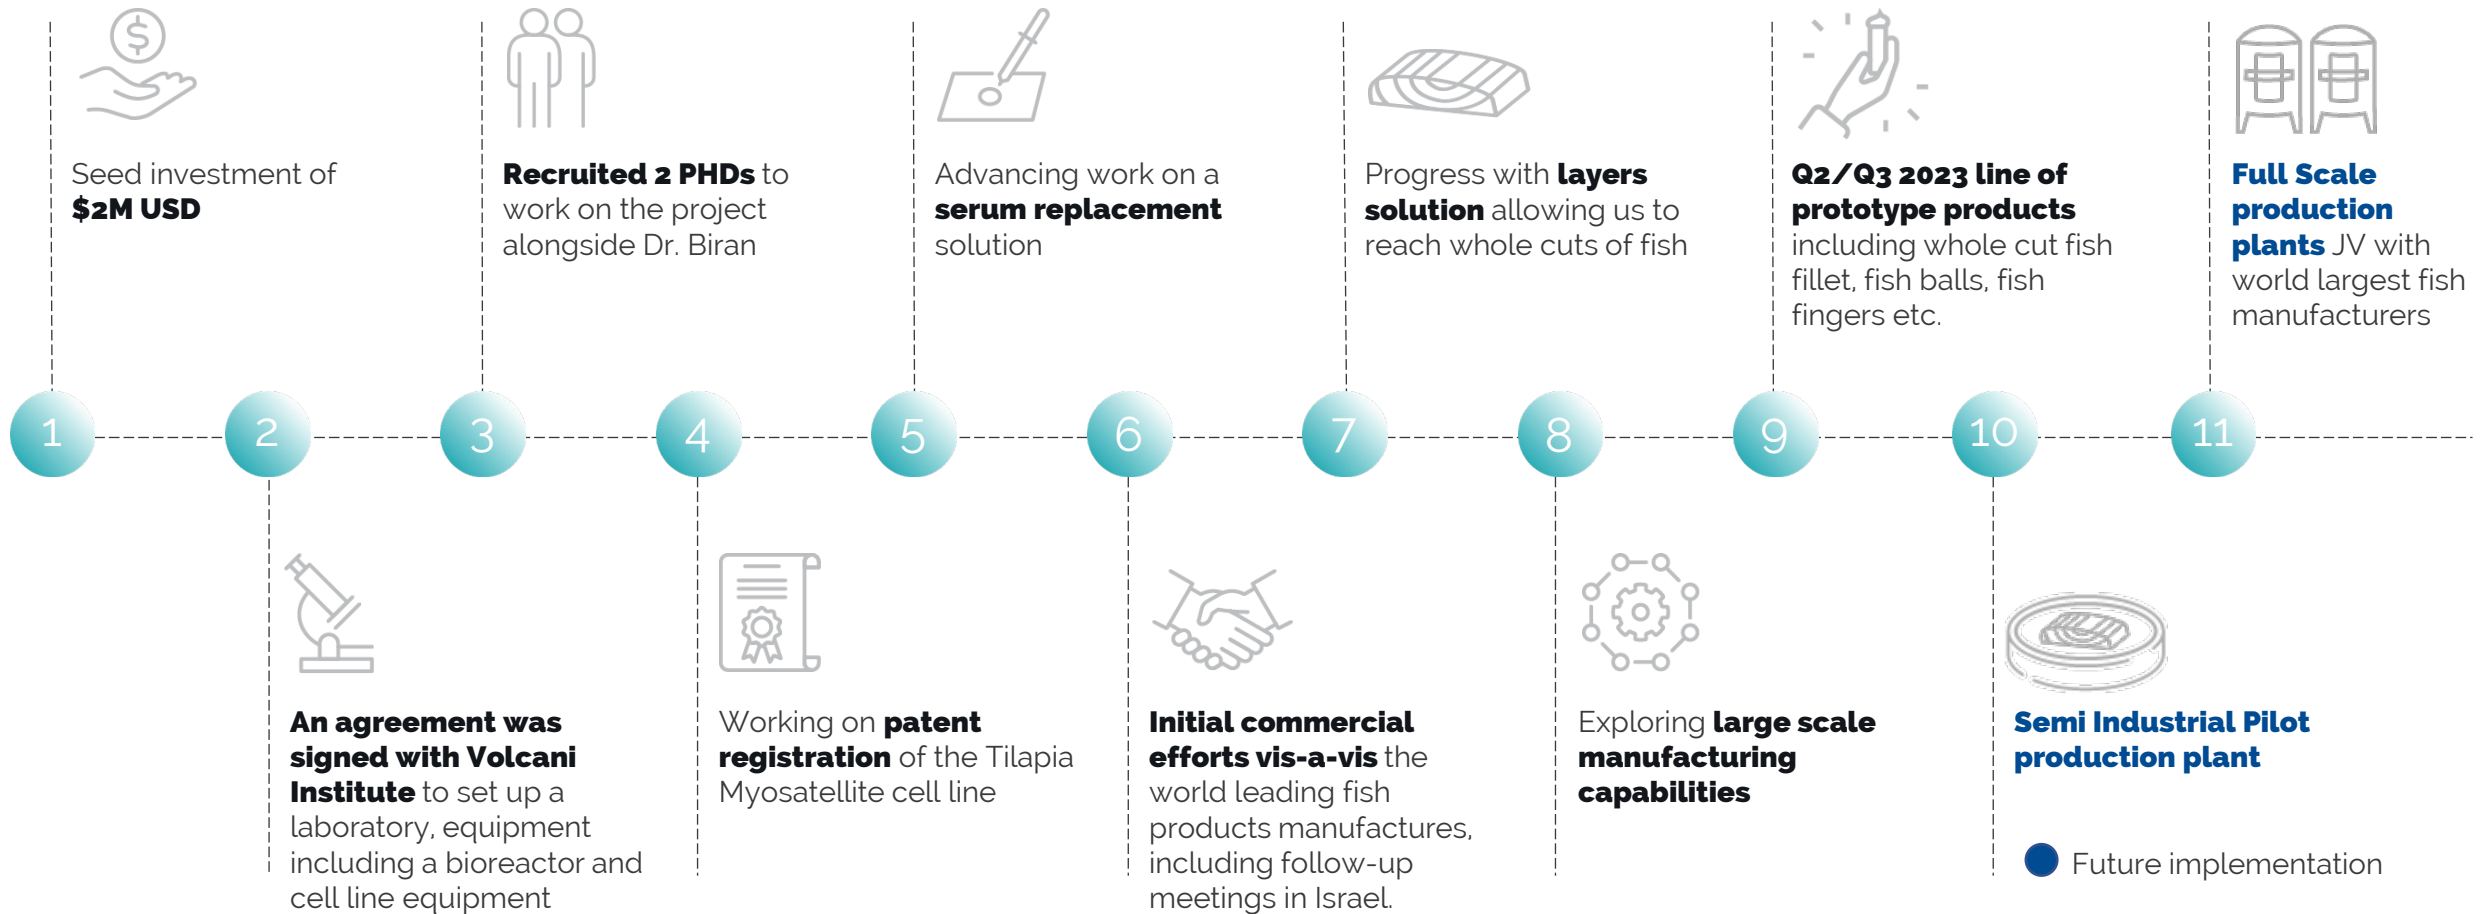 $
Seed investment of
$2M USD
Recruited 2 PHDs to
work on the project
alongside Dr. Biran
Advancing work on a
serum replacement
solution
Progress with layers
solution allowing us to
reach whole cuts of fish
Q2/Q3 2023 line of
prototype products
including whole cut fish
fillet, fish balls, fish
fingers etc.
Full Scale
production
plants JV with
world largest fish
manufacturers
1
2
3
4
5
6
7
8
9
10
11
An agreement was
signed with Volcani
Institute to set up a
laboratory, equipment
including a bioreactor and
cell line equipment
Working on patent
registration of the Tilapia
Myosatellite cell line
Initial commercial
efforts vis-a-vis the
world leading fish
products manufactures,
including follow-up
meetings in Israel.
Exploring large scale
manufacturing
capabilities
Semi Industrial Pilot
production plant
Future implementation